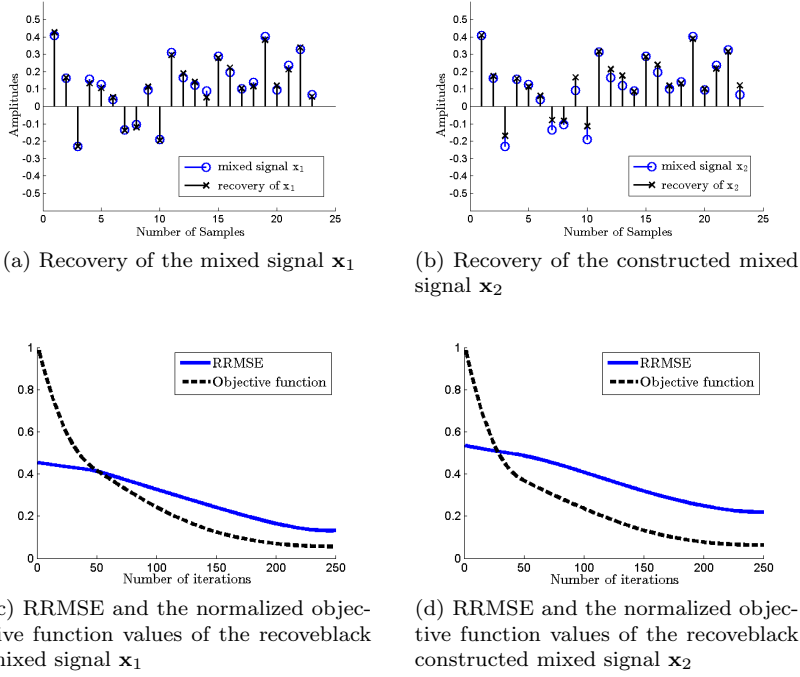 0.5
0.4
0.3
0.2
0.1
0
-0.1
-0.2
-0.3
-0.4
-0.5
Amplitudes
mixed signal x1
recovery of x1
0 5 10 15 20 25
Number of Samples
(a) Recovery of the mixed signal x1
0.5
0.4
0.3
0.2
0.1
0
-0.1
-0.2
-0.3
-0.4
-0.5
Amplitudes
mixed signal x2
recovery of x2
0 5 10 15 20 25
Number of Samples
(b) Recovery of the constructed mixed
signal x2
1
0.8
0.6
0.4
0.2
0
RRMSE
Objective function
0 50 100 150 200 250
Number of iterations
c) RRMSE and the normalized objec-
ive function values of the recoveblack
mixed signal x1
1
0.8
0.6
0.4
0.2
0
RRMSE
Objective function
0 50 100 150 200 250
Number of iterations
(d) RRMSE and the normalized objec-
tive function values of the recoveblack
constructed mixed signal x2